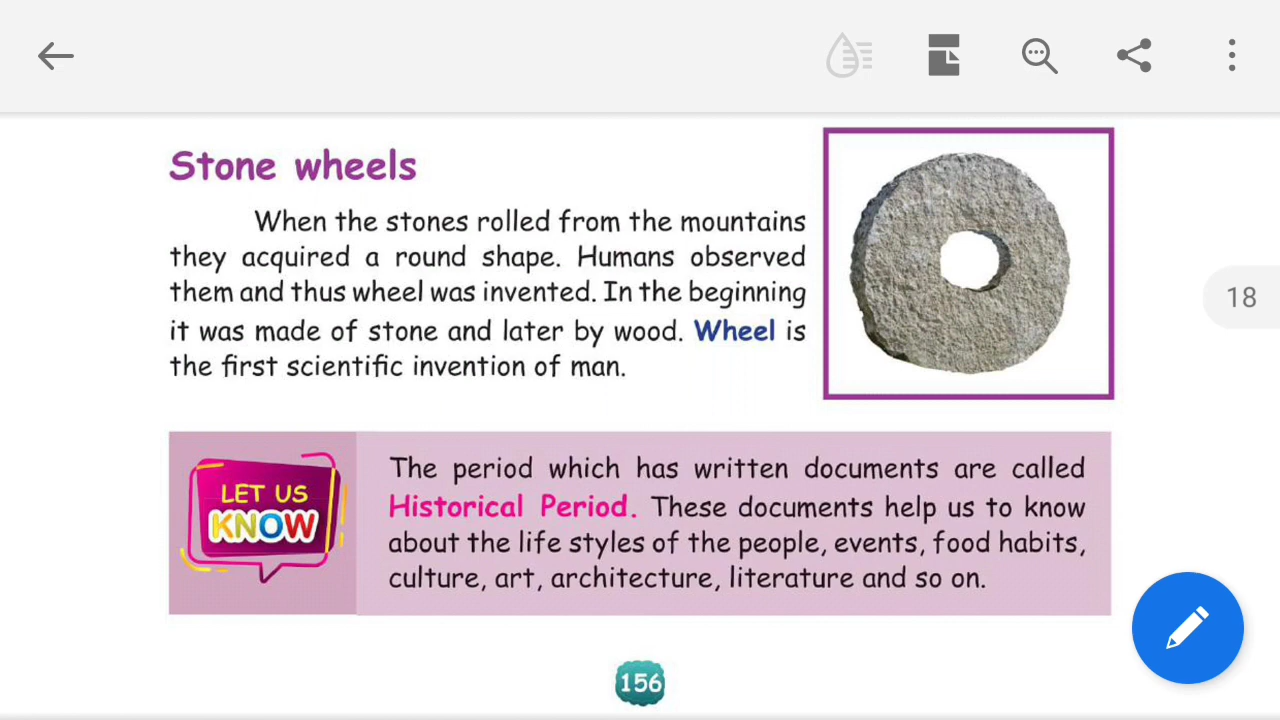 Stone wheels
When the stones rolled from the mountains
they acquired a round shape. Humans observed
them and thus wheel was invented. In the beginning
it was made of stone and later by wood. Wheel is
the first scientific invention of man.
18
LET US
KNOW
The period which has written documents are called
Historical Period. These documents help us to know
about the life styles of the people, events, food habits,
culture, art, architecture, literature and so on.
156